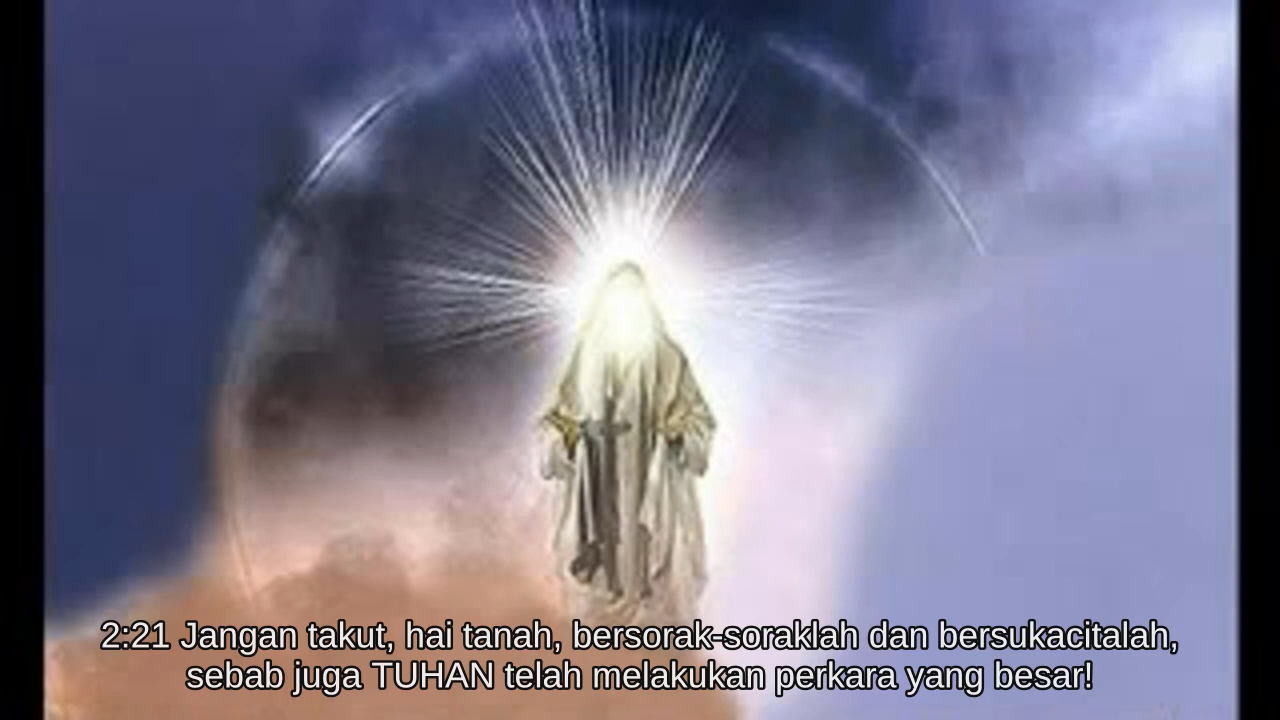 2:21 Jangan takut, hai tanah, bersorak-soraklah dan bersukacitalah,
sebab juga TUHAN telah melakukan perkara yang besar!